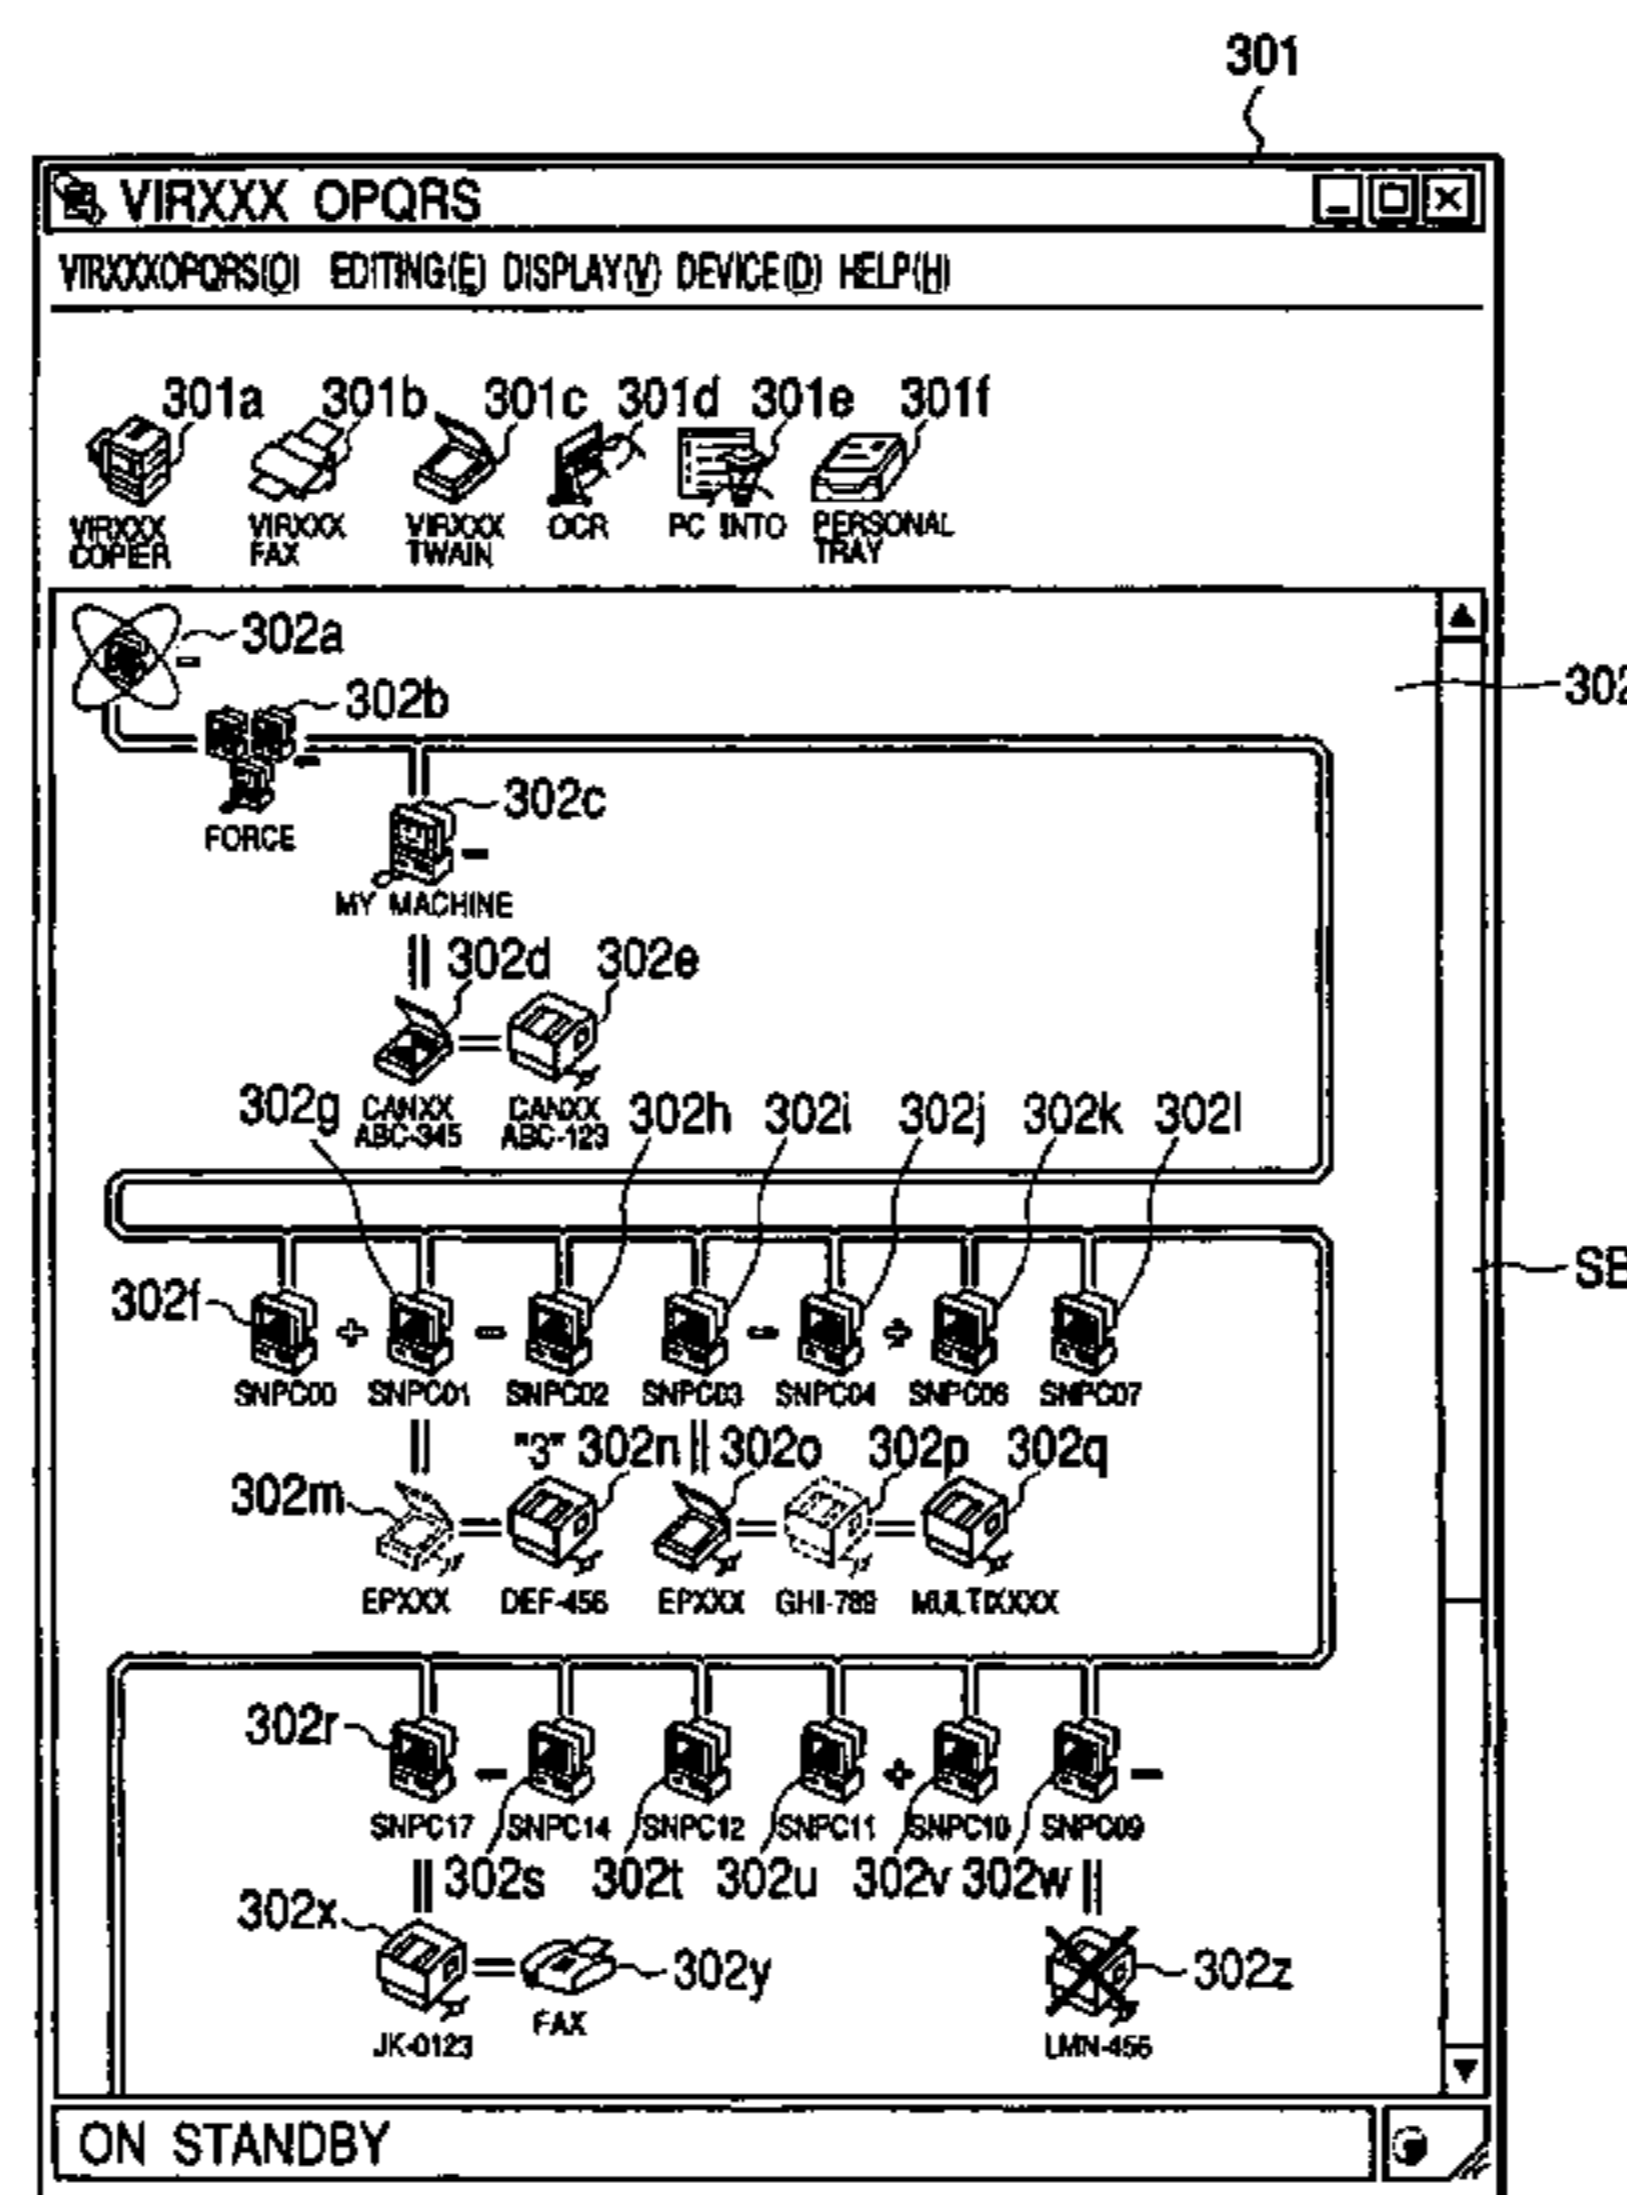 301
VIRXXX OPQRS
VIRXXXOPQRS(O) EDITING(E) DISPLAY(V) DEVICE(D) HELP(H)
301a 301b 301c 301d 301e 301f
VIRXXX COPIER
VIRXXX FAX
VIRXXX TWAIN
OCR
PC INTO
PERSONAL TRAY
302a
302
302b
FORCE
302c
MY MACHINE
302d 302e
CANXX ABC-345
CANXX ABC-123
302g 302h 302i 302j 302k 302l
SB
302f
SNPC00 SNPC01 SNPC02 SNPC03 SNPC04 SNPC06 SNPC07
"3" 302n 302o 302p 302q
302m
EPXXX DEF-456 EPXXX GHI-789 MULTIXXXX
302r
SNPC17 SNPC14 SNPC12 SNPC11 SNPC10 SNPC09
302s 302t 302u 302v 302w
302x 302y 302z
JK-0123 FAX LMN-456
ON STANDBY